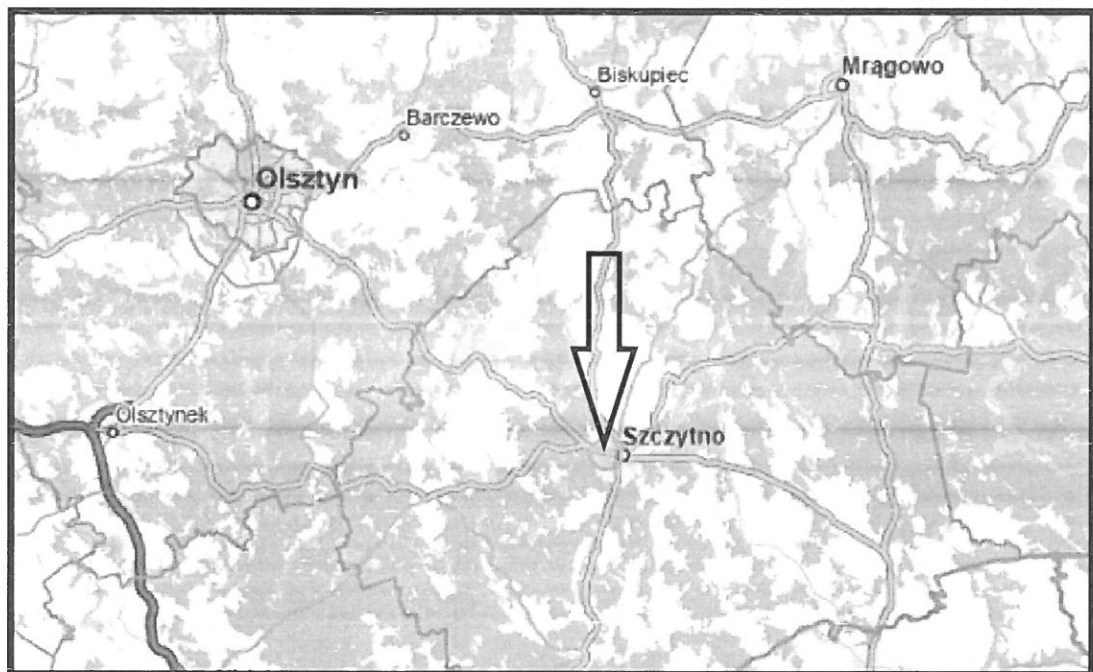 Biskupiec
Mrągowo
Barczewo
Olsztyn
Olsztynek
Szczytno